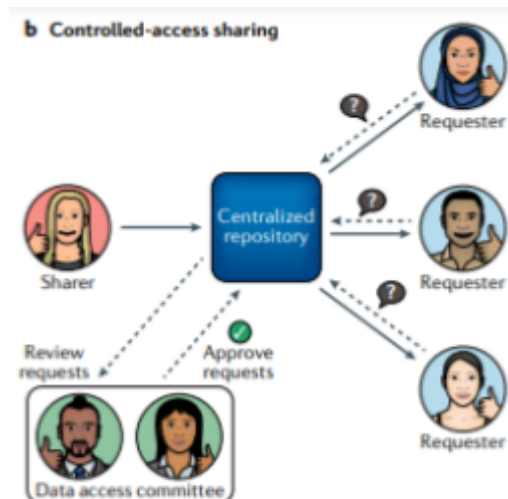 b Controlled-access sharing
?
Requester
?
Centralized
repository
Sharer
Requester
?
Review
requests
Approve
requests
Requester
Data access committee